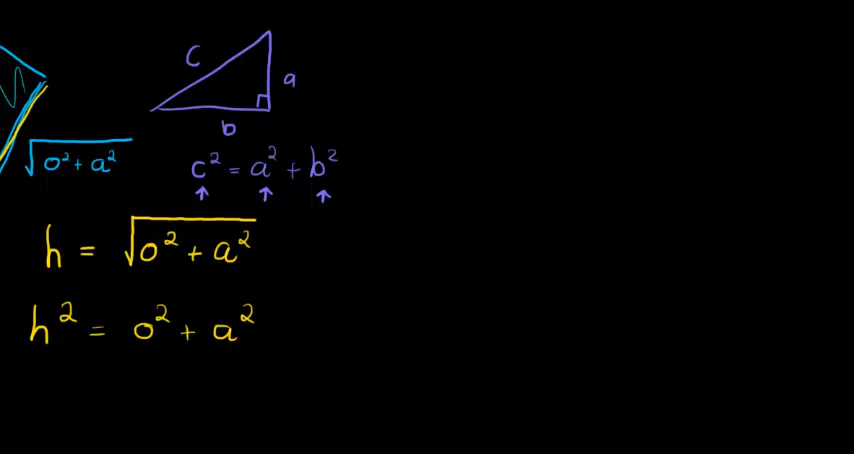 c
a
b
√o² + a²
c² = a² + b²
h = √o² + a²
h² = o² + a²